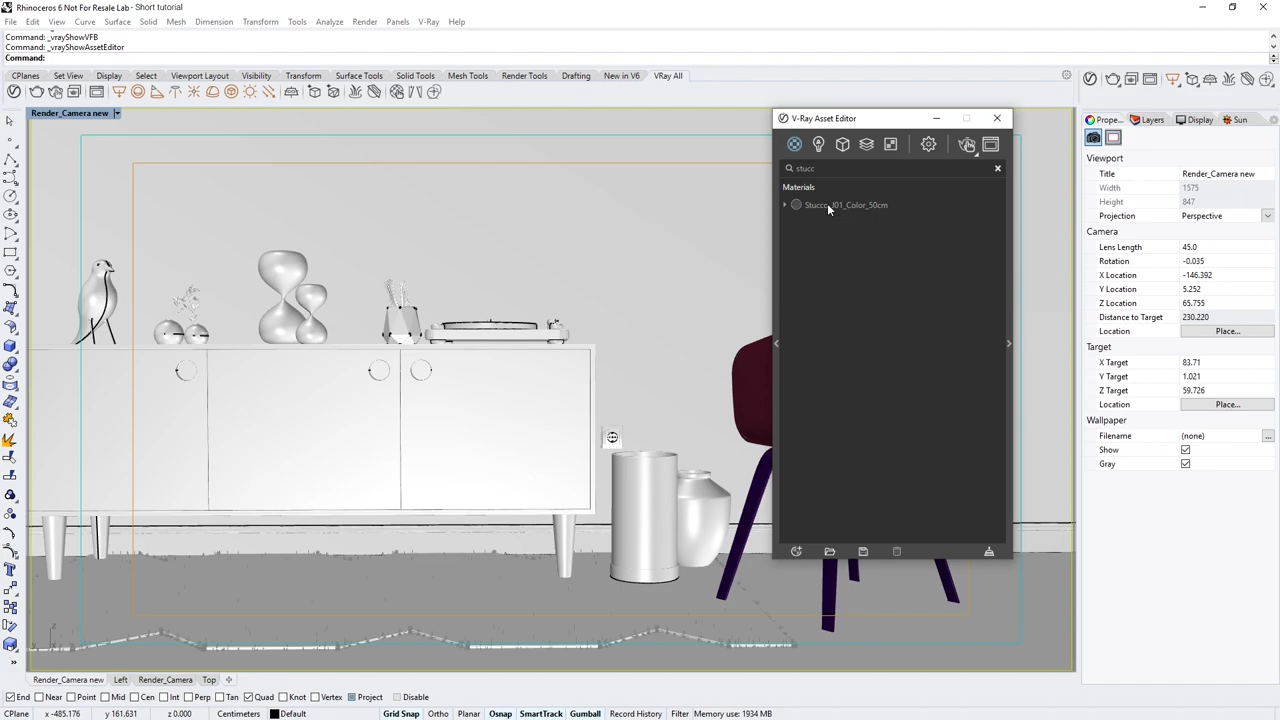 Rhinoceros 6 Not For Resale Lab - Short tutorial
File Edit View Curve Surface Solid Mesh Dimension Transform Tools Analyze Render Panels V-Ray Help
Command: _vrayShowVFB
Command: _vrayShowAssetEditor
Command:
CPlanes Set View Display Select Viewport Layout Visibility Transform Surface Tools Solid Tools Mesh Tools Render Tools Drafting New in V6 VRay All
Render_Camera new
V-Ray Asset Editor
stucc
Materials
Stucco_J01_Color_50cm
Prope... Layers Display Sun
Viewport
Title Render_Camera new
Width 1575
Height 847
Projection Perspective
Camera
Lens Length 45.0
Rotation -0.035
X Location -146.392
Y Location 5.252
Z Location 65.755
Distance to Target 230.220
Location Place...
Target
X Target 83.71
Y Target 1.021
Z Target 59.726
Location Place...
Wallpaper
Filename (none) ...
Show
Gray
z
Render_Camera new Left Render_Camera Top
End Near Point Mid Cen Int Perp Tan Quad Knot Vertex Project Disable
CPlane x -485.176 y 161.631 z 0.000 Centimeters Default Grid Snap Ortho Planar Osnap SmartTrack Gumball Record History Filter Memory use: 1934 MB